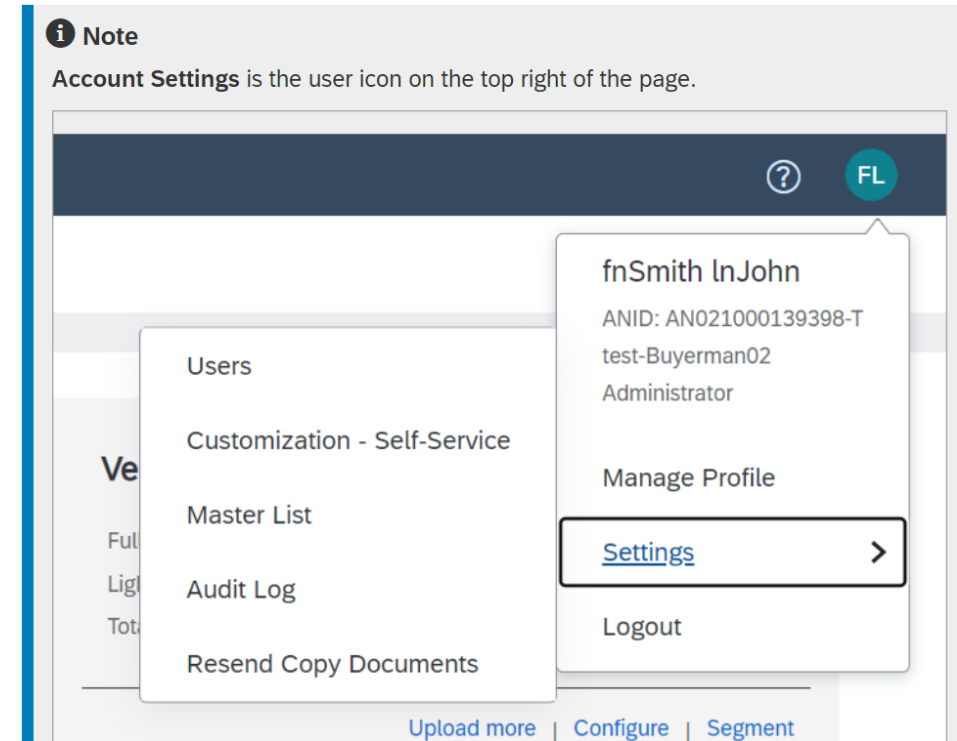 Note
Account Settings is the user icon on the top right of the page.
? FL
fnSmith lnJohn
ANID: AN021000139398-T
test-Buyerman02
Administrator
Manage Profile
Settings
Logout
Users
Customization - Self-Service
Master List
Audit Log
Resend Copy Documents
Upload more | Configure | Segment